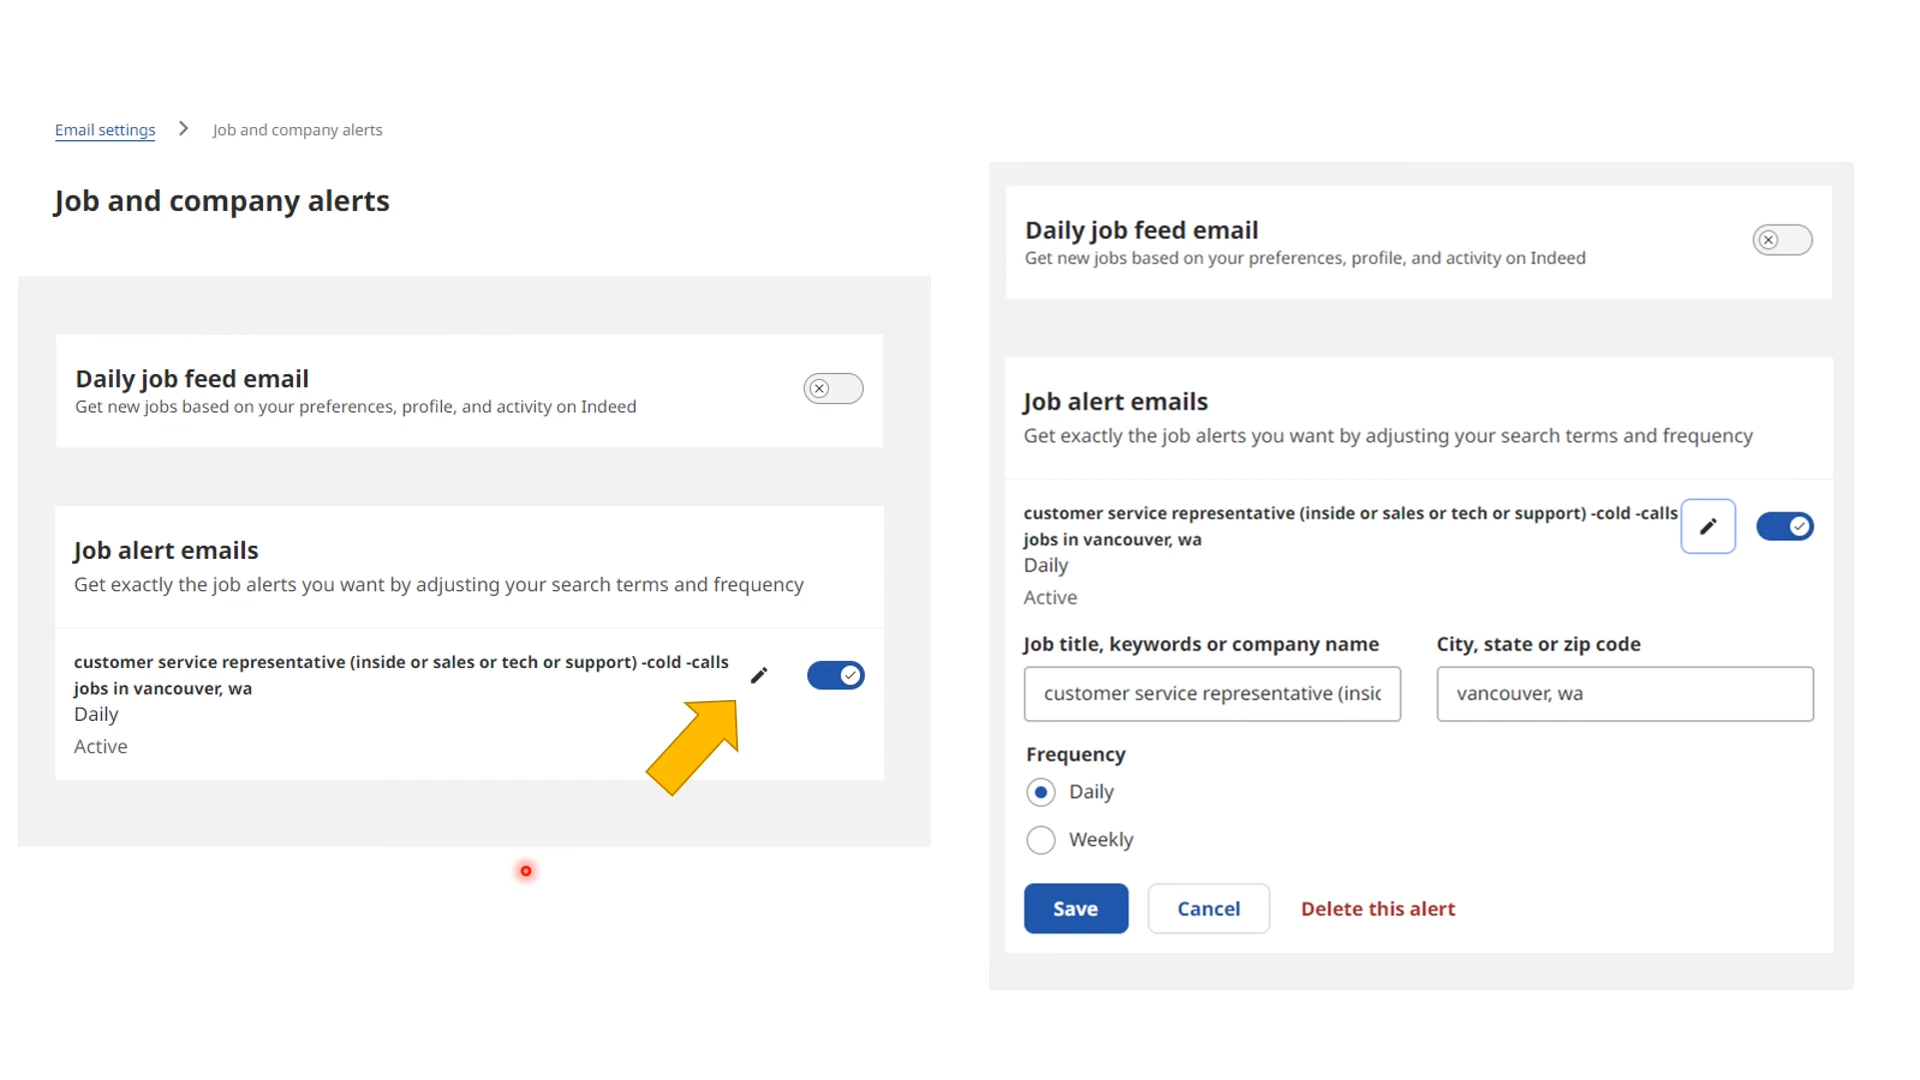 Email settings > Job and company alerts
Job and company alerts
Daily job feed email
Get new jobs based on your preferences, profile, and activity on Indeed
Job alert emails
Get exactly the job alerts you want by adjusting your search terms and frequency
customer service representative (inside or sales or tech or support) -cold -calls
jobs in vancouver, wa
Daily
Active
Daily job feed email
Get new jobs based on your preferences, profile, and activity on Indeed
Job alert emails
Get exactly the job alerts you want by adjusting your search terms and frequency
customer service representative (inside or sales or tech or support) -cold -calls
jobs in vancouver, wa
Daily
Active
Job title, keywords or company name City, state or zip code
customer service representative (insic vancouver, wa
Frequency
Daily
Weekly
Save Cancel Delete this alert